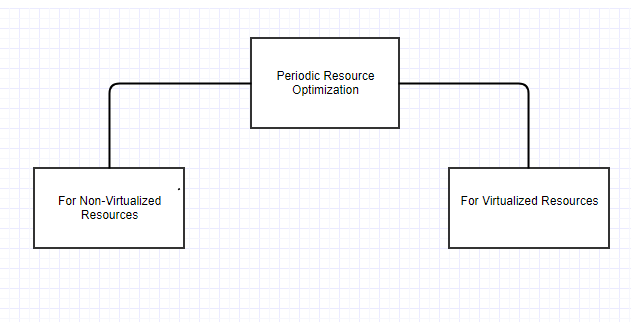 Periodic Resource
Optimization
For Non-Virtualized
Resources
For Virtualized Resources